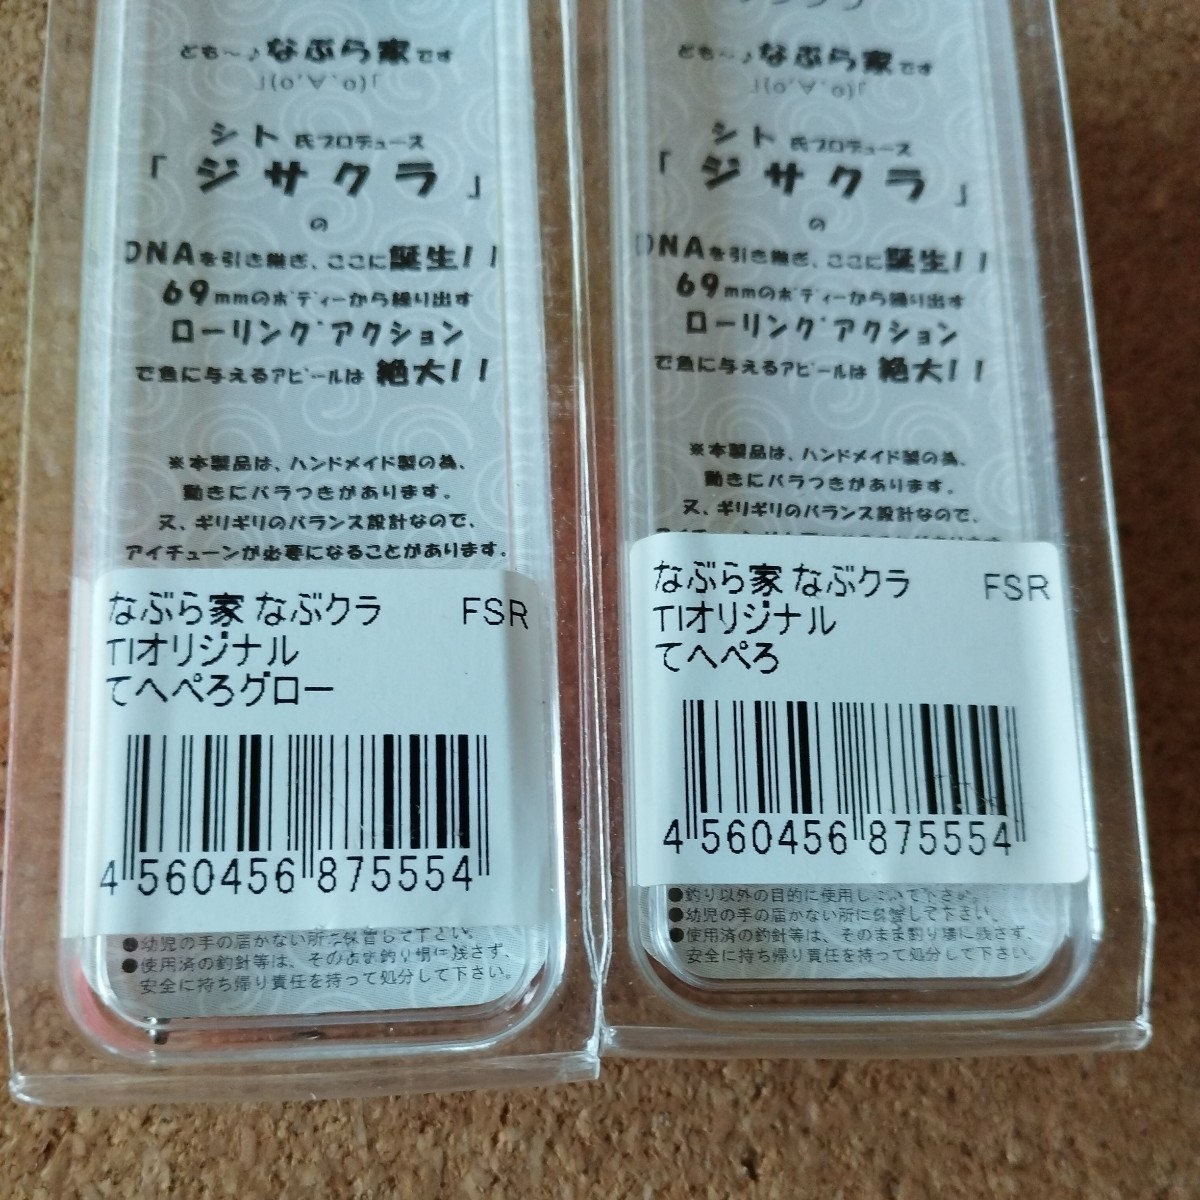 ども～♪なぶら家です
シト 氏プロデュース
「ジサクラ」
の
DNAを引き継ぎ、ここに誕生!!
69mmのボディーから繰り出す
ローリングアクション
で魚に与えるアピールは 絶大!!
※本製品は、ハンドメイド製の為、
動きにバラつきがあります。
又、ギリギリのバランス設計なので、
アイチューンが必要になることがあります。
なぶら家 なぶクラ FSR
TIオリジナル
てへぺろグロー
4 560456 875554
●幼児の手の届かない所に保管して下さい。
●使用済の釣針等は、そのまま釣り場に残さず、
安全に持ち帰り責任を持って処分して下さい。
ども～♪なぶら家です
シト 氏プロデュース
「ジサクラ」
の
DNAを引き継ぎ、ここに誕生!!
69mmのボディーから繰り出す
ローリングアクション
で魚に与えるアピールは 絶大!!
※本製品は、ハンドメイド製の為、
動きにバラつきがあります。
又、ギリギリのバランス設計なので、
なぶら家 なぶクラ FSR
TIオリジナル
てへぺろ
4 560456 875554
●釣り以外の目的に使用しないで下さい。
●幼児の手の届かない所に保管して下さい。
●使用済の釣針等は、そのまま釣り場に残さず、
安全に持ち帰り責任を持って処分して下さい。